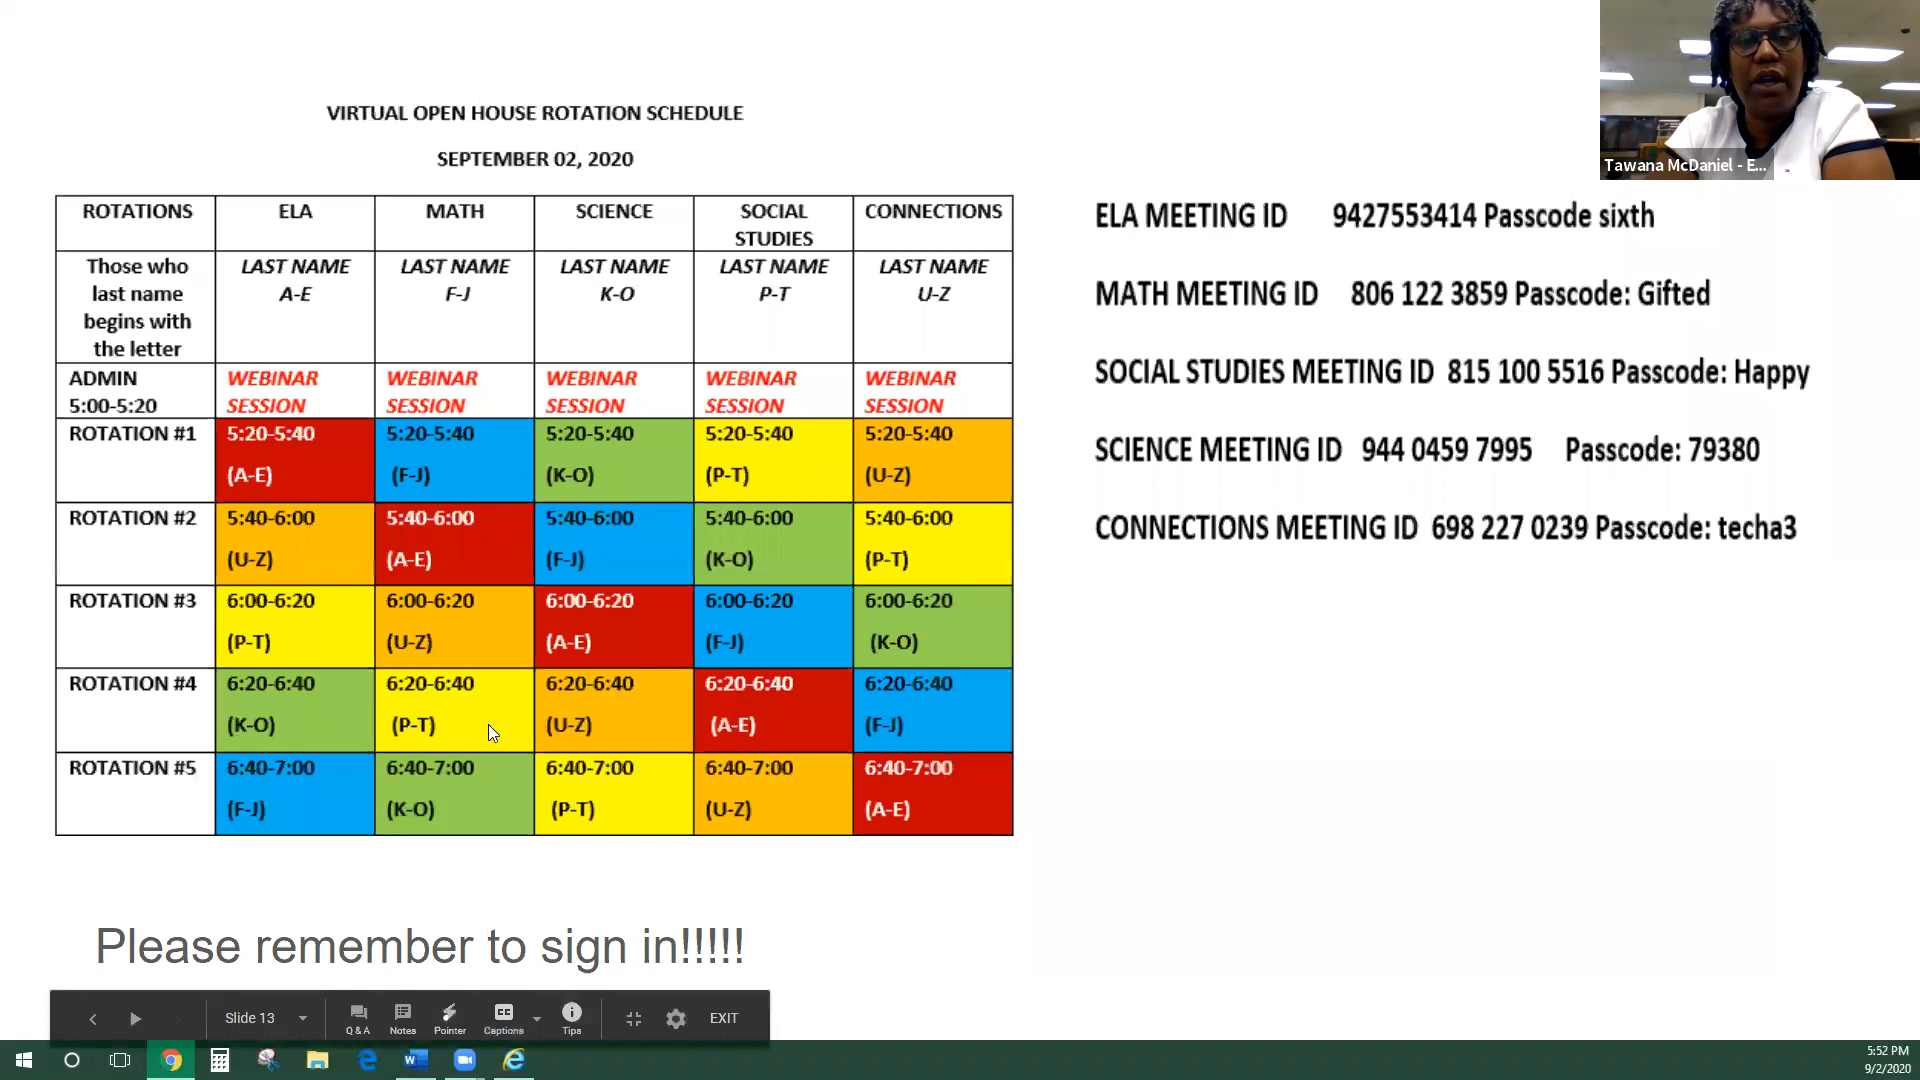 VIRTUAL OPEN HOUSE ROTATION SCHEDULE
SEPTEMBER 02, 2020
ROTATIONS ELA MATH SCIENCE SOCIAL STUDIES CONNECTIONS
Those who last name begins with the letter LAST NAME A-E LAST NAME F-J LAST NAME K-O LAST NAME P-T LAST NAME U-Z
ADMIN 5:00-5:20 WEBINAR SESSION WEBINAR SESSION WEBINAR SESSION WEBINAR SESSION WEBINAR SESSION
ROTATION #1 5:20-5:40 (A-E) 5:20-5:40 (F-J) 5:20-5:40 (K-O) 5:20-5:40 (P-T) 5:20-5:40 (U-Z)
ROTATION #2 5:40-6:00 (U-Z) 5:40-6:00 (A-E) 5:40-6:00 (F-J) 5:40-6:00 (K-O) 5:40-6:00 (P-T)
ROTATION #3 6:00-6:20 (P-T) 6:00-6:20 (U-Z) 6:00-6:20 (A-E) 6:00-6:20 (F-J) 6:00-6:20 (K-O)
ROTATION #4 6:20-6:40 (K-O) 6:20-6:40 (P-T) 6:20-6:40 (U-Z) 6:20-6:40 (A-E) 6:20-6:40 (F-J)
ROTATION #5 6:40-7:00 (F-J) 6:40-7:00 (K-O) 6:40-7:00 (P-T) 6:40-7:00 (U-Z) 6:40-7:00 (A-E)
Tawana McDaniel - E...
ELA MEETING ID 9427553414 Passcode sixth
MATH MEETING ID 806 122 3859 Passcode: Gifted
SOCIAL STUDIES MEETING ID 815 100 5516 Passcode: Happy
SCIENCE MEETING ID 944 0459 7995 Passcode: 79380
CONNECTIONS MEETING ID 698 227 0239 Passcode: techa3
Please remember to sign in!!!!!
Slide 13 Q & A Notes Pointer CC Captions Tips EXIT
5:52 PM
9/2/2020